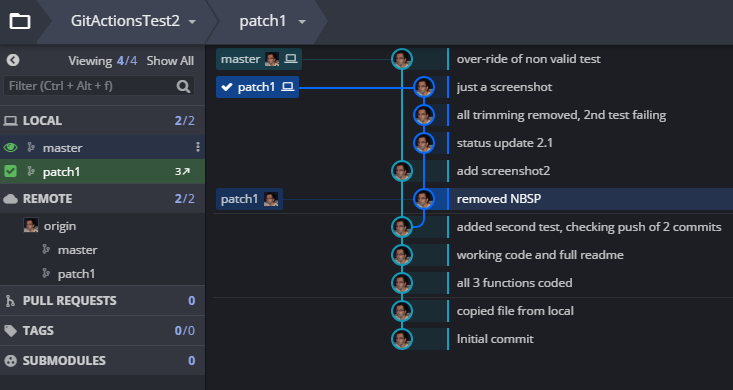 GitActionsTest2
patch1
Viewing 4/4 Show All
Filter (Ctrl + Alt + f)
LOCAL 2/2
master
patch1 3↗
REMOTE 2/2
origin
master
patch1
PULL REQUESTS 0
TAGS 0/0
SUBMODULES 0
master over-ride of non valid test
patch1 just a screenshot
all trimming removed, 2nd test failing
status update 2.1
add screenshot2
patch1 removed NBSP
added second test, checking push of 2 commits
working code and full readme
all 3 functions coded
copied file from local
Initial commit